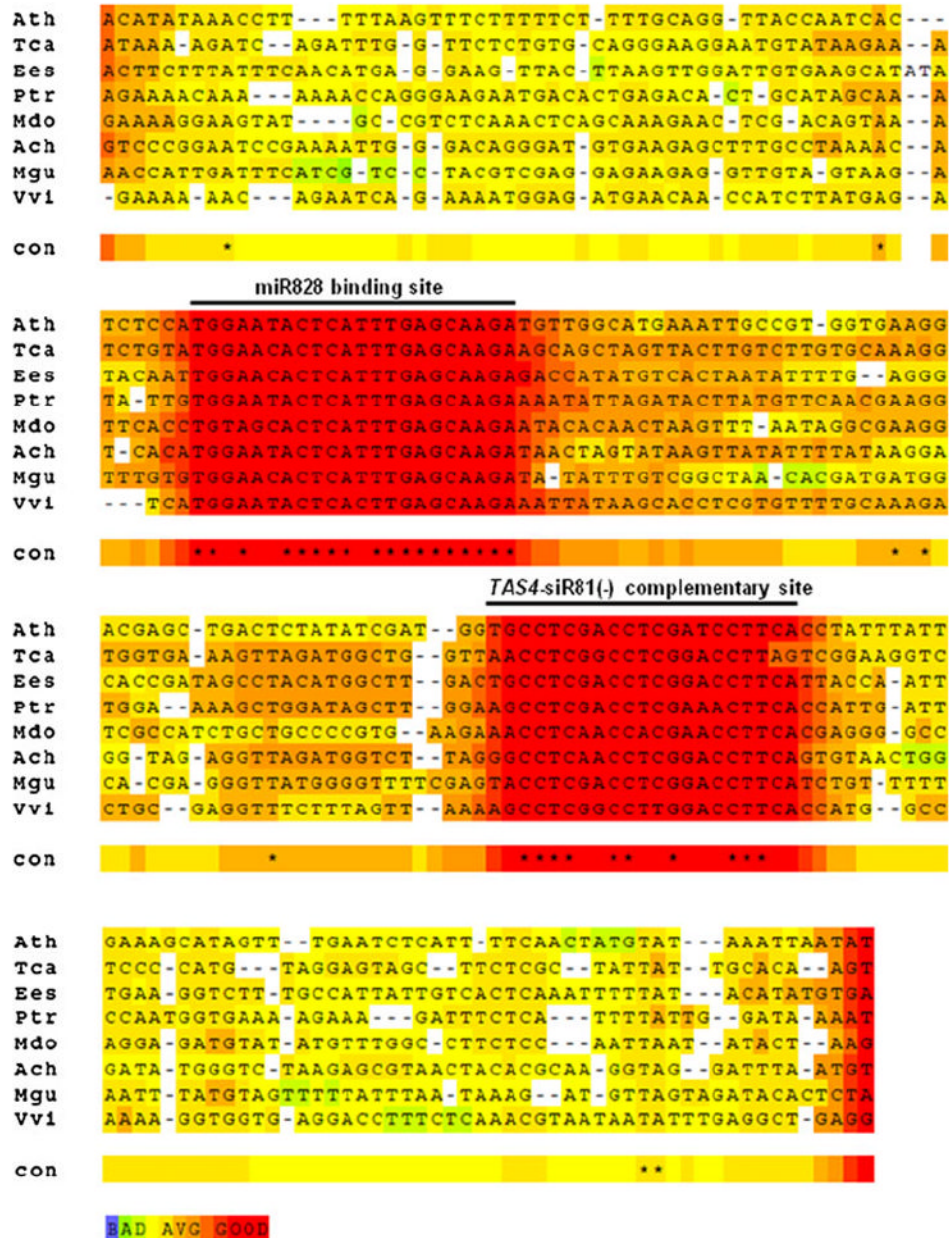 Ath ACATATAAACCTT---TTTAAGTTTCTTTTTCT-TTTGCAGG-TTACCAATCAC---
Tca ATAAA-AGATC--AGATTTG-G-TTCTCTGTG-CAGGGAAGGAATGTATAAGAA--A
Ees ACTTCTTTATTTCAACATGA-G-GAAG-TTAC-TTAAGTTGGATTGTGAAGCATATA
Ptr AGAAAACAAA---AAAACCAGGGAAGAATGACACTGAGACA-CT-GCATAGCAA--A
Mdo GAAAAGGAAGTAT----GC-CGTCTCAAACTCAGCAAAGAAC-TCG-ACAGTAA--A
Ach GTCCCGGAATCCGAAAATTG-G-GACAGGGAT-GTGAAGAGCTTTGCCTAAAAC--A
Mgu AACCATTGATTTCATCG-TC-C-TACGTCGAG-GAGAAGAG-GTTGTA-GTAAG--A
Vvi -GAAAA-AAC---AGAATCA-GAAAATGGAG-ATGAACAA-CCATCTTATGAG--A
con * *
miR828 binding site
Ath TCTCCATGGAATACTCATTTGAGCAAGATGTTGGCATGAAATTGCCGT-GGTGAAGG
Tca TCTGTATGGAACACTCATTTGAGCAAGAAGCAGCTAGTTACTTGTCTTGTGCAAAGG
Ees TACAATTGGAACACTCATTTGAGCAAGAGACCATATGTCACTAATATTTTG--AGGG
Ptr TA-TTGTGGAATACTCATTTGAGCAAGAAAATATTAGATACTTATGTTCAACGAAGG
Mdo TTCACCTGTAGCACTCATTTGAGCAAGAATACACAACTAAGTTT-AATAGGCGAAGG
Ach T-CACATGGAATACTCATTTGAGCAAGATAACTAGTATAAGTTATATTTTATAAGGA
Mgu TTTGTGTGGAACACTCATTTGAGCAAGATA-TATTTGTCGGCTAA-CACGATGATGG
Vvi ---TCATGGAATACTCACTTGAGCAAGAAATTATAAGCACCTCGTGTTTTGCAAAGA
con ** * ***** ********** * *
TAS4-siR81(-) complementary site
Ath ACGAGC-TGACTCTATATCGAT--GGTGCCTCGACCTCGATCCTTCACCTATTTATT
Tca TGGTGA-AAGTTAGATGGCTG--GTTAACCTCGGCCTCGGACCTTAGTCGGAAGGTC
Ees CACCGATAGCCTACATGGCTT--GACTGCCTCGACCTCGGACCTTCATTACCA-ATT
Ptr TGGA--AAAGCTGGATAGCTT--GGAAGCCTCGACCTCGAAACTTCACCATTG-ATT
Mdo TCGCCATCTGCTGCCCCGTG--AAGAAACCTCAACCACGAACCTTCACGAGGG-GCC
Ach GG-TAG-AGGTTAGATGGTCT--TAGGGCCTCAACCTCGGACCTTCAGTGTAACTGG
Mgu CA-CGA-GGGTTATGGGGTTTTCGAGTACCTCGACCTCGGACCTTCATCTGT-TTTT
Vvi CTGC--GAGGTTTCTTTAGTT--AAAAGCCTCGGCCTTGGACCTTCACCATG--GCC
con * **** ** * ***
Ath GAAAGCATAGTT--TGAATCTCATT-TTCAACTATGTAT---AAATTAATAT
Tca TCCC-CATG---TAGGAGTAGC--TTCTCGC--TATTAT--TGCACA--AGT
Ees TGAA-GGTCTT-TGCCATTATTGTCACTCAAATTTTTAT---ACATATGTGA
Ptr CCAATGGTGAAA-AGAAA---GATTTCTCA---TTTTATTG--GATA-AAAT
Mdo AGGA-GATGTAT-ATGTTTGGC-CTTCTCC---AATTAAT--ATACT--AAG
Ach GATA-TGGGTC-TAAGAGCGTAACTACACGCAA-GGTAG--GATTTA-ATGT
Mgu AATT-TATGTAGTTTTTATTTAA-TAAAG--AT-GTTAGTAGATACACTCTA
Vvi AAAA-GGTGGTG-AGGACCTTTCTCAAACGTAATAATATTTGAGGCT-GAGG
con **
BAD AVG GOOD